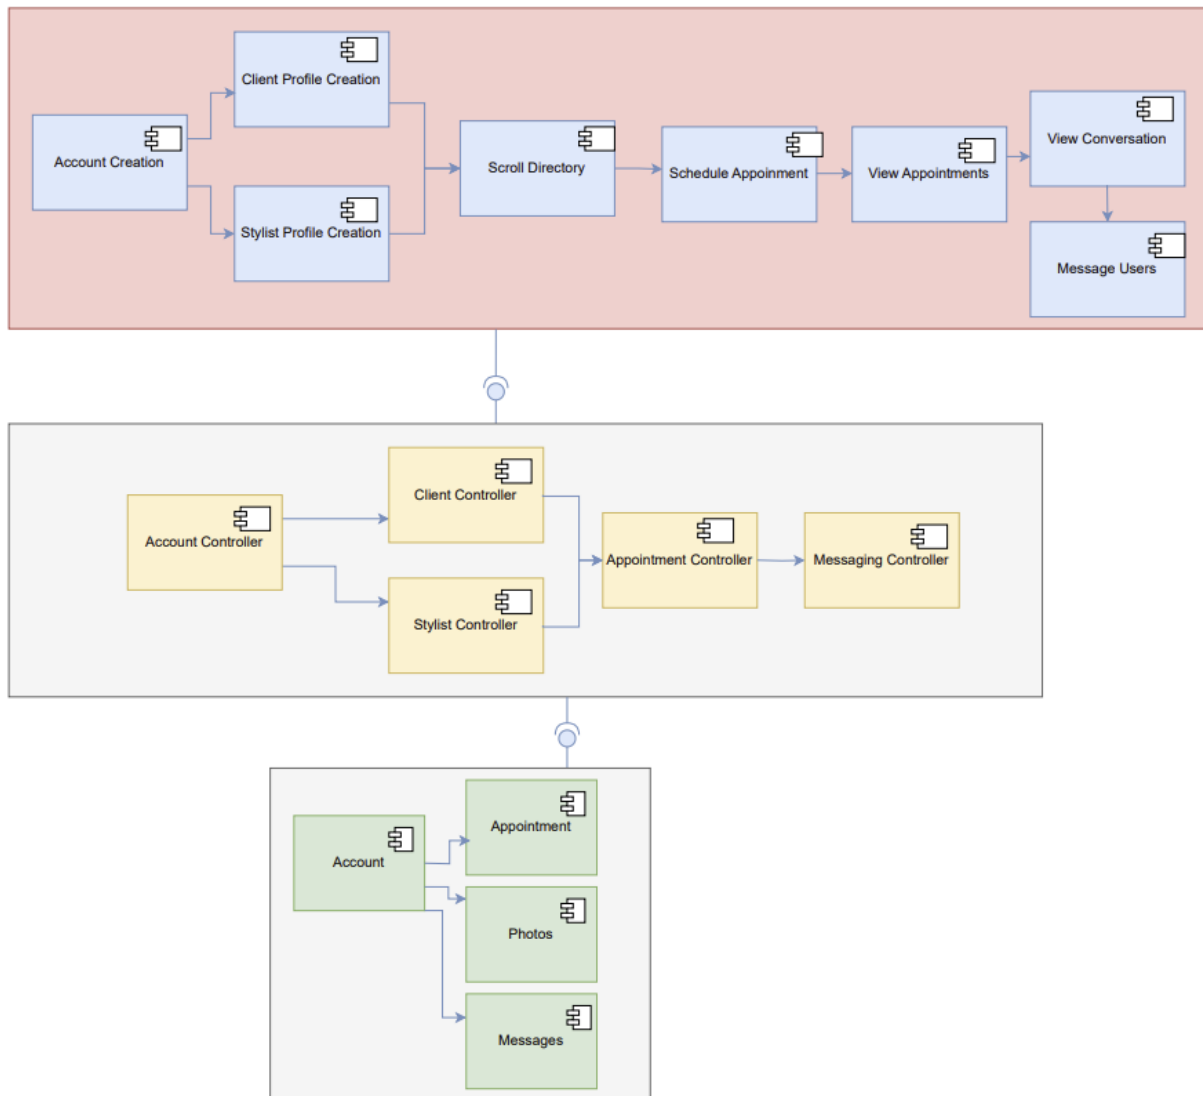 Client Profile Creation
Account Creation
Stylist Profile Creation
Scroll Directory
Schedule Appoinment
View Appointments
View Conversation
Message Users
Client Controller
Account Controller
Stylist Controller
Appointment Controller
Messaging Controller
Appointment
Account
Photos
Messages